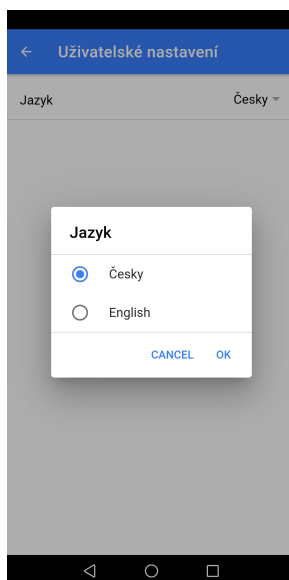 Uživatelské nastavení
Jazyk Česky
Jazyk
Česky
English
CANCEL OK